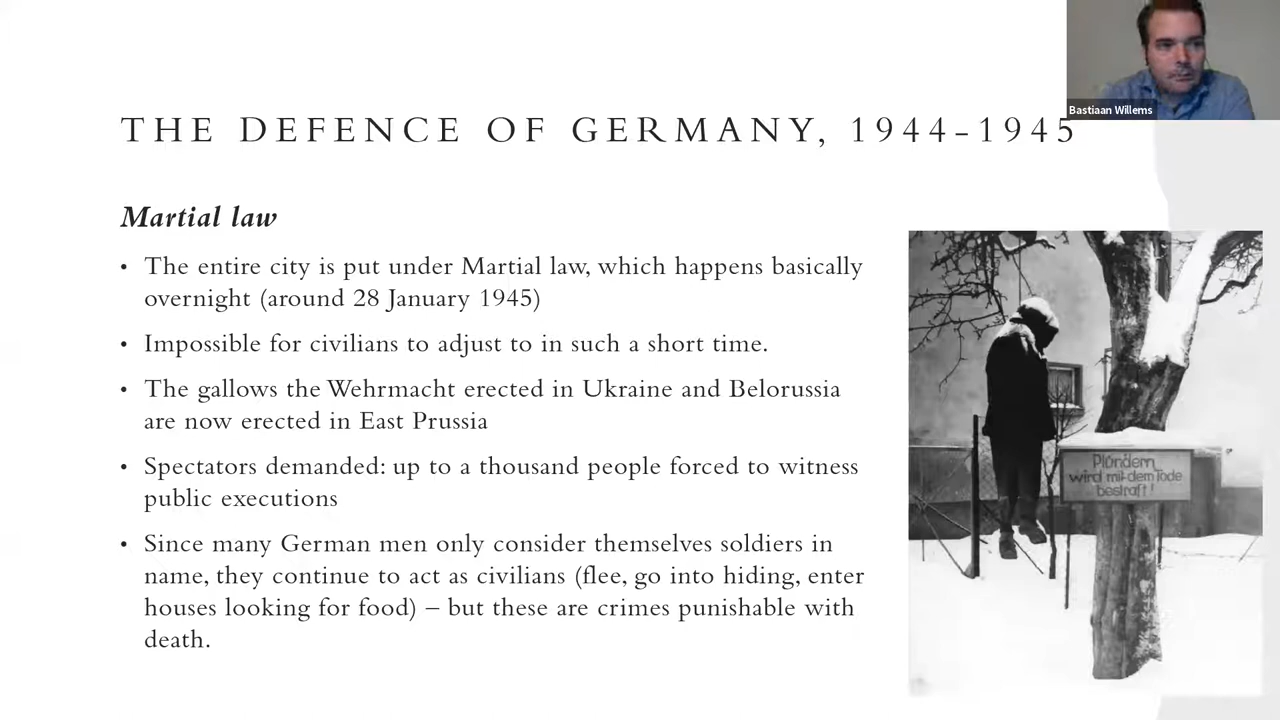 Bastiaan Willems
THE DEFENCE OF GERMANY, 1944–1945
Martial law
• The entire city is put under Martial law, which happens basically
overnight (around 28 January 1945)
• Impossible for civilians to adjust to in such a short time.
• The gallows the Wehrmacht erected in Ukraine and Belorussia
are now erected in East Prussia
• Spectators demanded: up to a thousand people forced to witness
public executions
• Since many German men only consider themselves soldiers in
name, they continue to act as civilians (flee, go into hiding, enter
houses looking for food) – but these are crimes punishable with
death.
Plündern
wird mit dem Tode
bestraft!